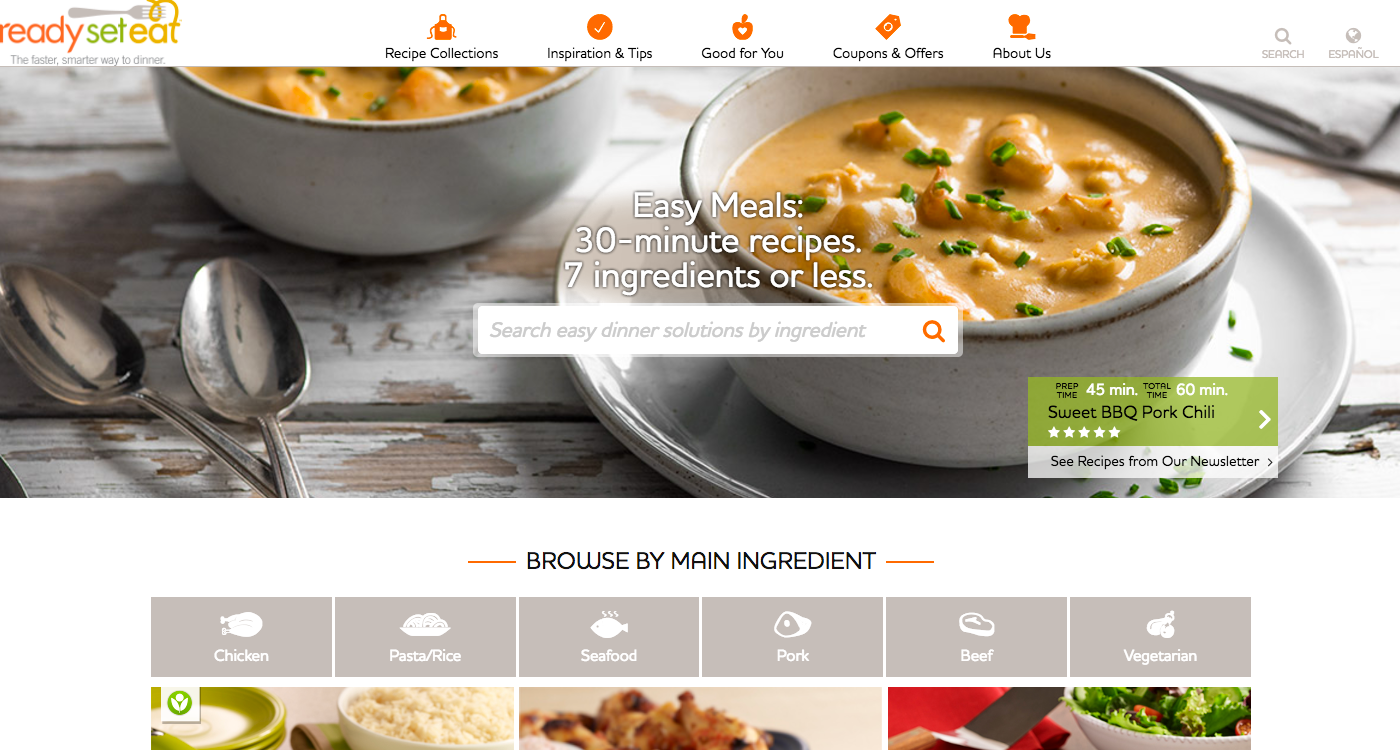 ready set eat
The faster, smarter way to dinner.
Recipe Collections
Inspiration & Tips
Good for You
Coupons & Offers
About Us
SEARCH
ESPAÑOL
Easy Meals:
30-minute recipes.
7 ingredients or less.
Search easy dinner solutions by ingredient
PREP TIME 45 min. TOTAL TIME 60 min.
Sweet BBQ Pork Chili
See Recipes from Our Newsletter
BROWSE BY MAIN INGREDIENT
Chicken
Pasta/Rice
Seafood
Pork
Beef
Vegetarian